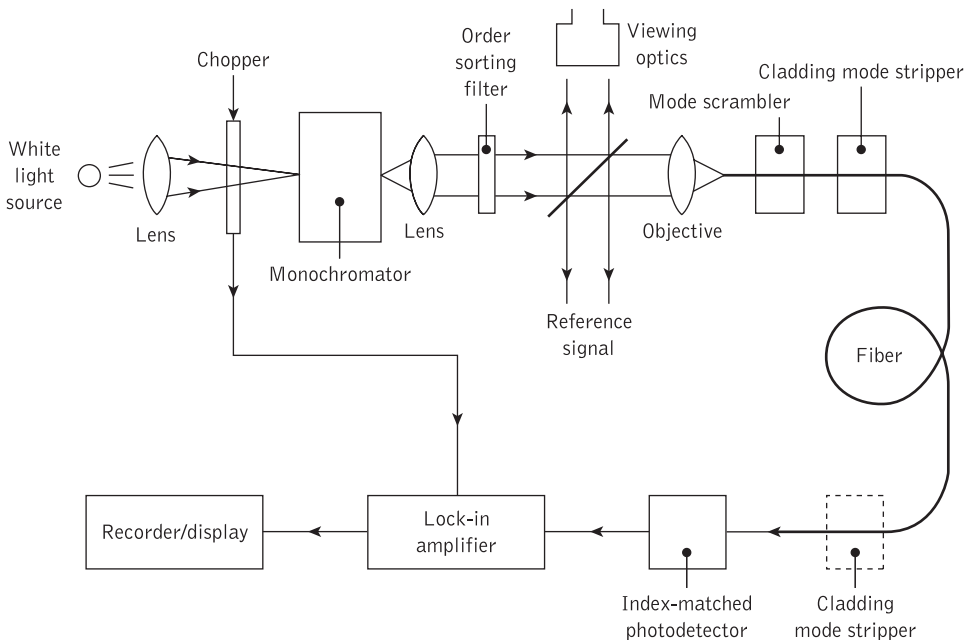 Chopper
White
light
source
Lens
Monochromator
Lens
Order
sorting
filter
Viewing
optics
Reference
signal
Objective
Mode scrambler
Cladding mode stripper
Fiber
Recorder/display
Lock-in
amplifier
Index-matched
photodetector
Cladding
mode stripper